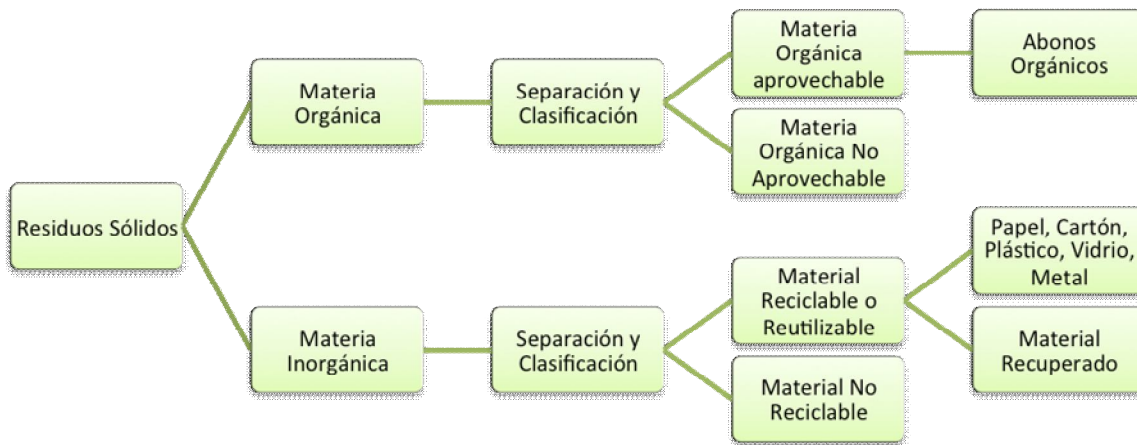 Residuos Sólidos
Materia
Orgánica
Separación y
Clasificación
Materia
Orgánica
aprovechable
Abonos
Orgánicos
Materia
Orgánica No
Aprovechable
Materia
Inorgánica
Separación y
Clasificación
Material
Reciclable o
Reutilizable
Papel, Cartón,
Plástico, Vidrio,
Metal
Material
Recuperado
Material No
Reciclable